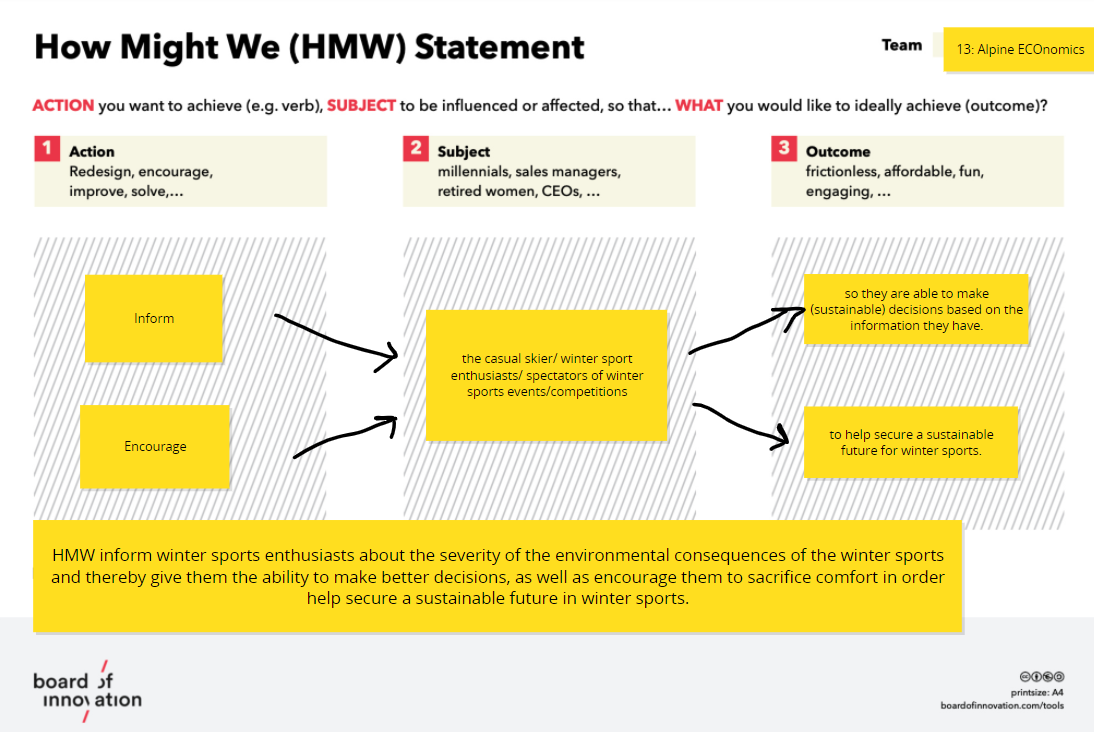 How Might We (HMW) Statement
Team
13: Alpine ECOnomics
ACTION you want to achieve (e.g. verb), SUBJECT to be influenced or affected, so that... WHAT you would like to ideally achieve (outcome)?
1 Action
Redesign, encourage,
improve, solve,...
2 Subject
millennials, sales managers,
retired women, CEOs, ...
3 Outcome
frictionless, affordable, fun,
engaging, ...
Inform
Encourage
the casual skier/ winter sport
enthusiasts/ spectators of winter
sports events/competitions
so they are able to make
(sustainable) decisions based on the
information they have.
to help secure a sustainable
future for winter sports.
HMW inform winter sports enthusiasts about the severity of the environmental consequences of the winter sports
and thereby give them the ability to make better decisions, as well as encourage them to sacrifice comfort in order
help secure a sustainable future in winter sports.
board of
innovation
printsize: A4
boardofinnovation.com/tools